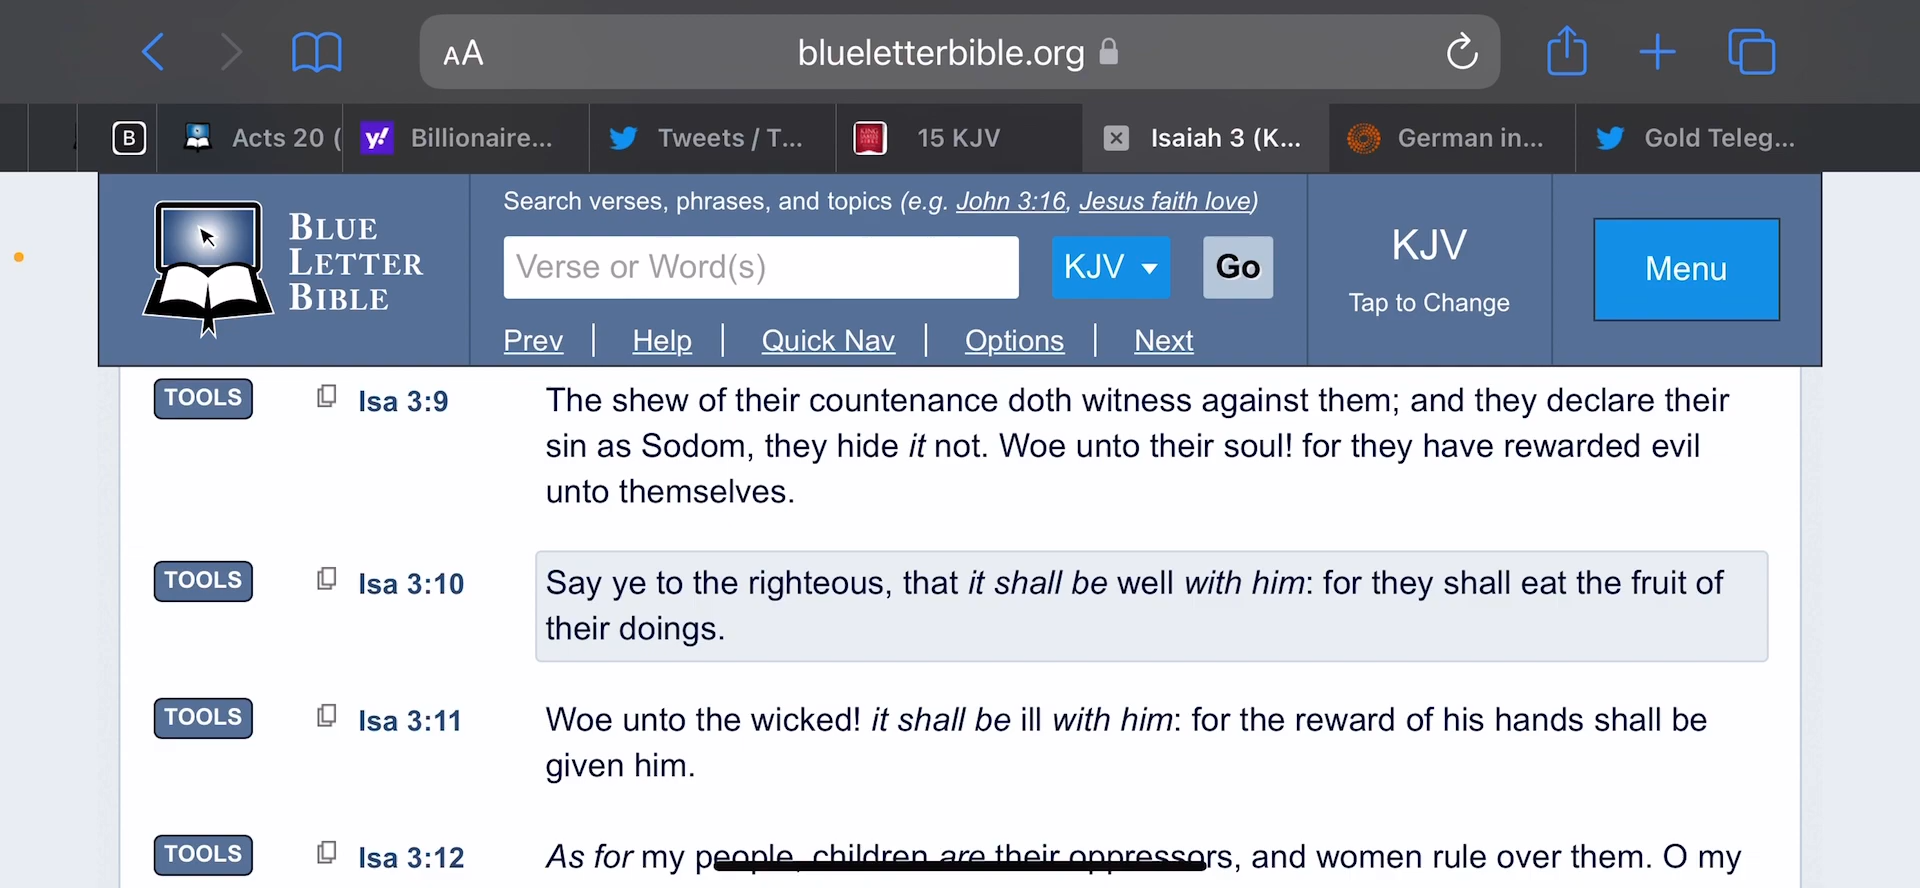 AA
blueletterbible.org
B
Acts 20 (
y!
Billionaire...
Tweets / T...
KING JAMES BIBLE
15 KJV
Isaiah 3 (K...
German in...
Gold Teleg...
BLUE
LETTER
BIBLE
Search verses, phrases, and topics (e.g. John 3:16, Jesus faith love)
Verse or Word(s)
KJV
Go
Prev | Help | Quick Nav | Options | Next
KJV
Tap to Change
Menu
TOOLS
Isa 3:9
The shew of their countenance doth witness against them; and they declare their
sin as Sodom, they hide it not. Woe unto their soul! for they have rewarded evil
unto themselves.
TOOLS
Isa 3:10
Say ye to the righteous, that it shall be well with him: for they shall eat the fruit of
their doings.
TOOLS
Isa 3:11
Woe unto the wicked! it shall be ill with him: for the reward of his hands shall be
given him.
TOOLS
Isa 3:12
As for my people, children are their oppressors, and women rule over them. O my